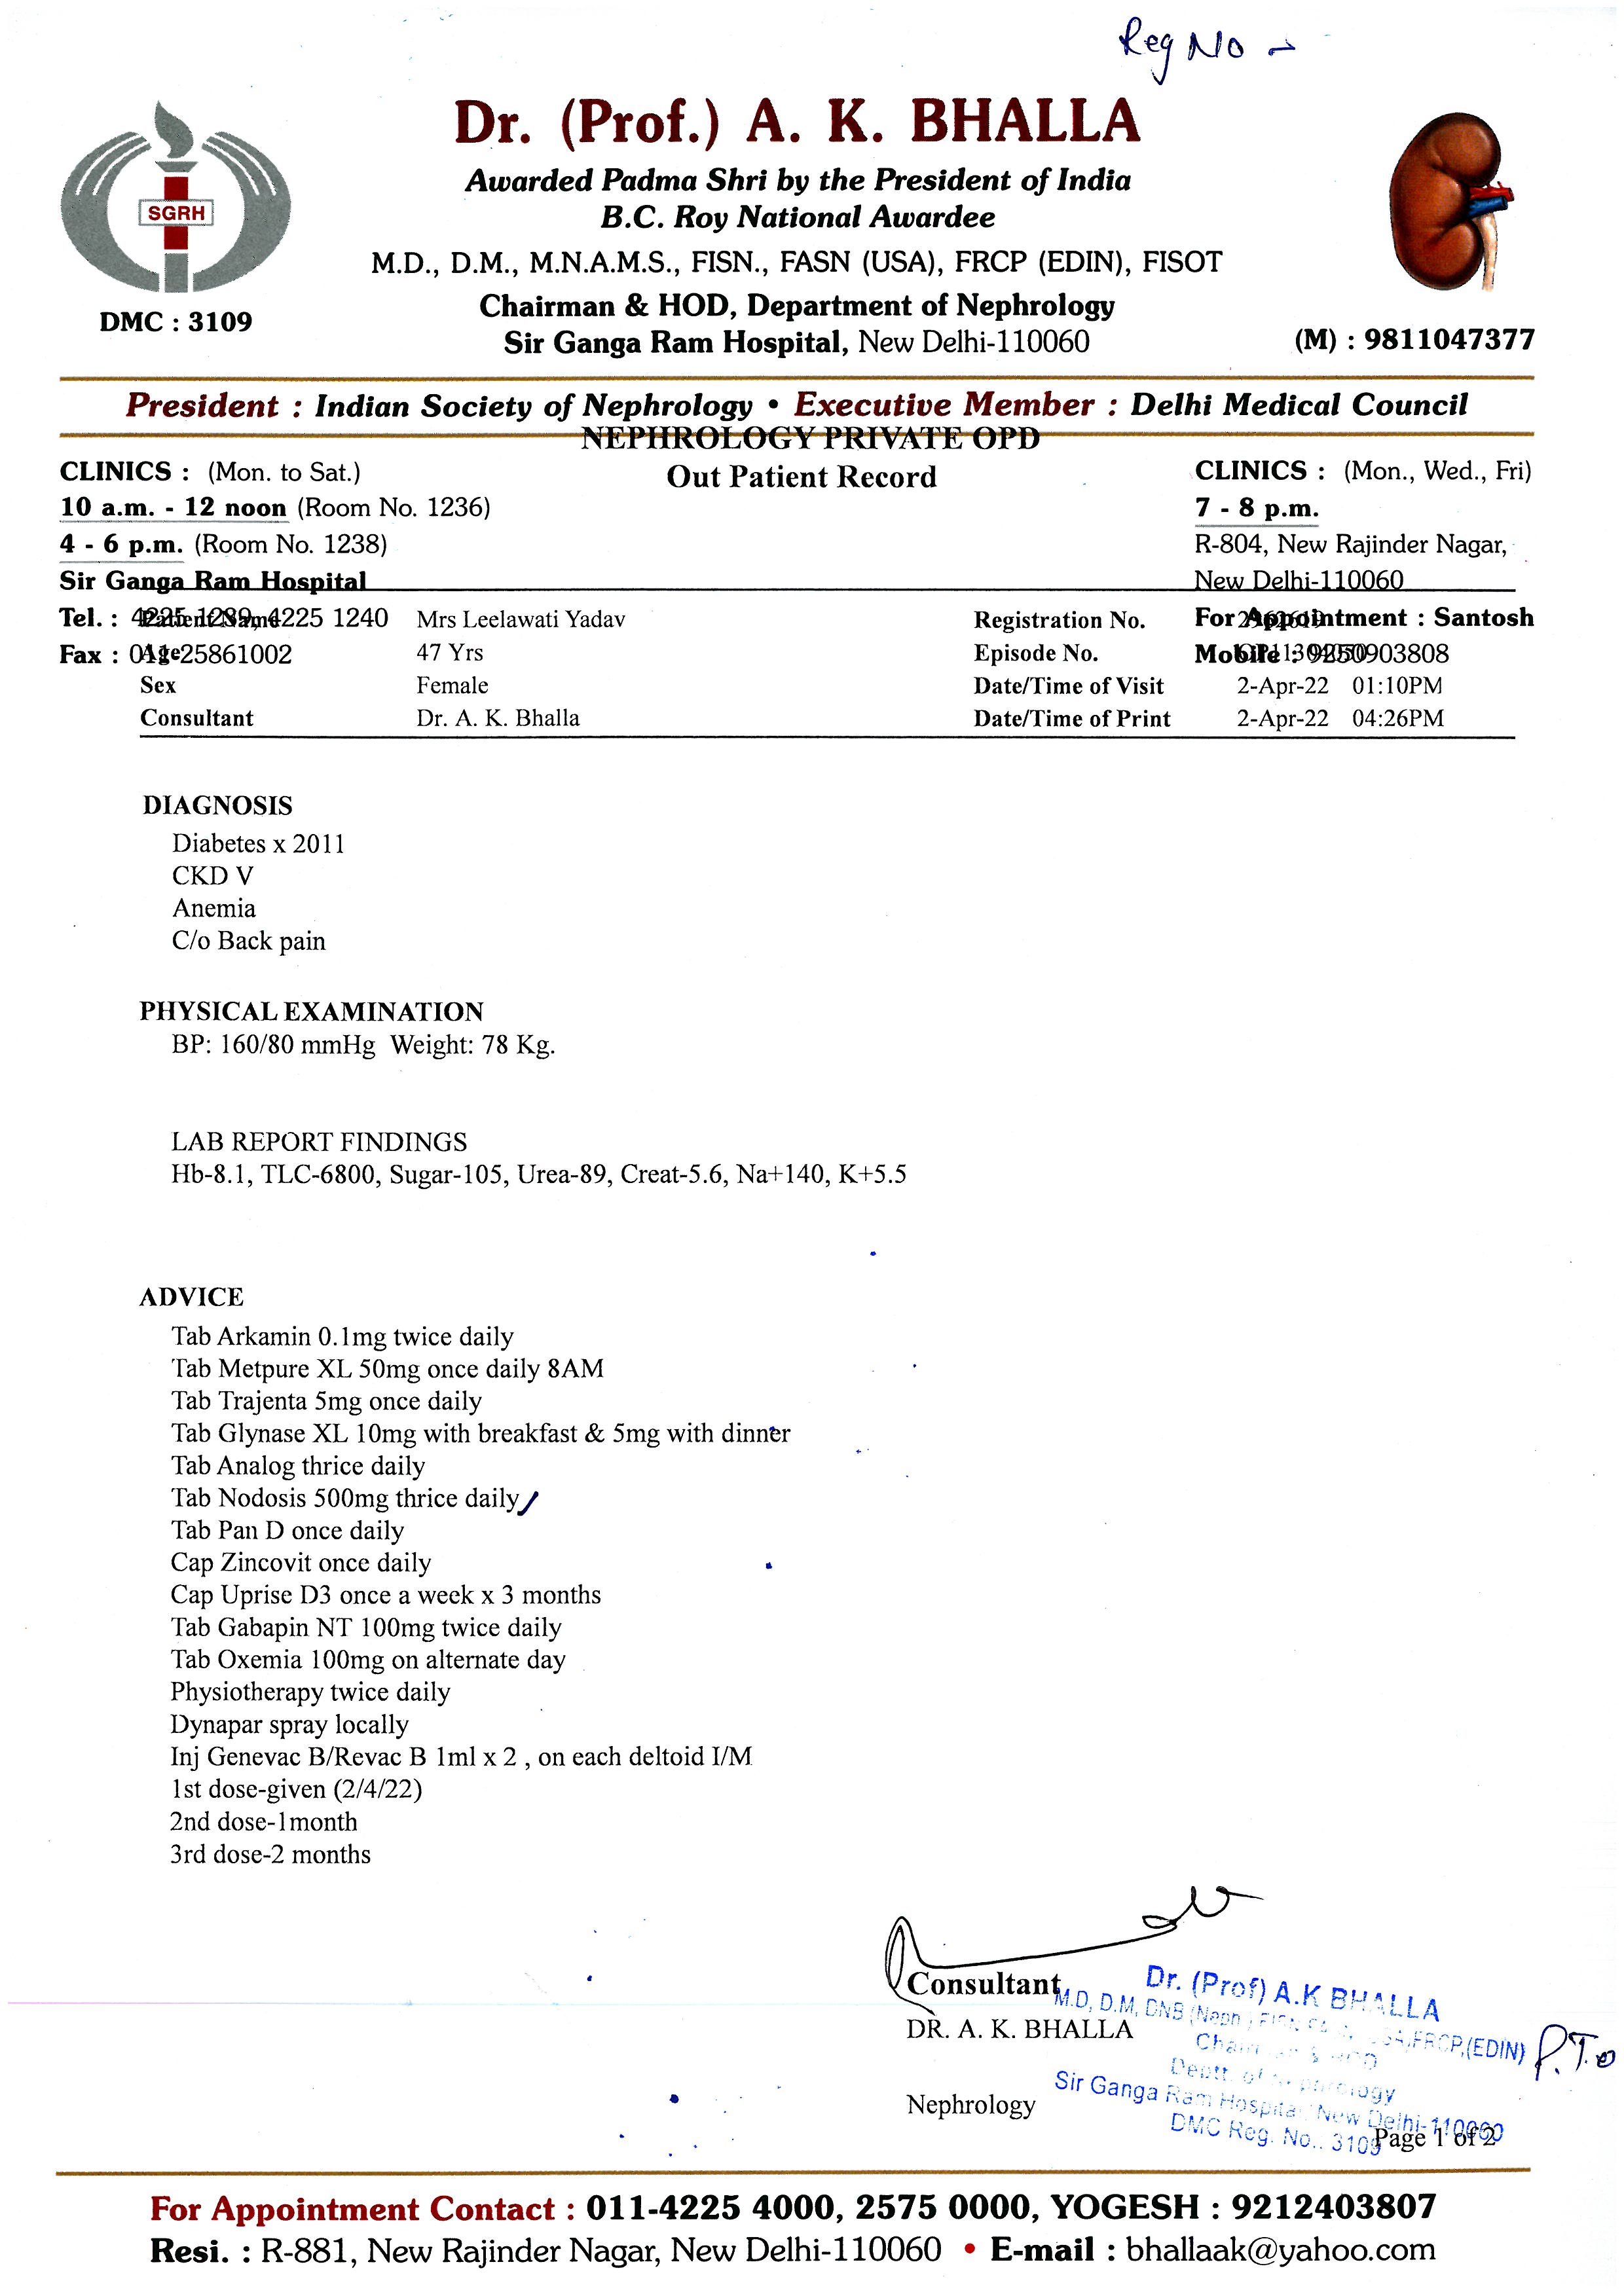 Reg No -
Dr. (Prof.) A. K. BHALLA
Awarded Padma Shri by the President of India
B.C. Roy National Awardee
SGRH
M.D., D.M., M.N.A.M.S., FISN., FASN (USA), FRCP (EDIN), FISOT
Chairman & HOD, Department of Nephrology
DMC : 3109
Sir Ganga Ram Hospital, New Delhi-110060
(M) : 9811047377
President : Indian Society of Nephrology • Executive Member : Delhi Medical Council
NEPHROLOGY PRIVATE OPD
Out Patient Record
CLINICS : (Mon. to Sat.)
10 a.m. - 12 noon (Room No. 1236)
4 - 6 p.m. (Room No. 1238)
Sir Ganga Ram Hospital
Tel. : 4225 1239, 4225 1240
Fax : 011-25861002
CLINICS : (Mon., Wed., Fri)
7 - 8 p.m.
R-804, New Rajinder Nagar,
New Delhi-110060
For Appointment : Santosh
Mobile : 9250903808
Patient Name Mrs Leelawati Yadav Registration No.
Age 47 Yrs Episode No.
Sex Female Date/Time of Visit 2-Apr-22 01:10PM
Consultant Dr. A. K. Bhalla Date/Time of Print 2-Apr-22 04:26PM
DIAGNOSIS
Diabetes x 2011
CKD V
Anemia
C/o Back pain
PHYSICAL EXAMINATION
BP: 160/80 mmHg Weight: 78 Kg.
LAB REPORT FINDINGS
Hb-8.1, TLC-6800, Sugar-105, Urea-89, Creat-5.6, Na+140, K+5.5
ADVICE
Tab Arkamin 0.1mg twice daily
Tab Metpure XL 50mg once daily 8AM
Tab Trajenta 5mg once daily
Tab Glynase XL 10mg with breakfast & 5mg with dinner
Tab Analog thrice daily
Tab Nodosis 500mg thrice daily
Tab Pan D once daily
Cap Zincovit once daily
Cap Uprise D3 once a week x 3 months
Tab Gabapin NT 100mg twice daily
Tab Oxemia 100mg on alternate day
Physiotherapy twice daily
Dynapar spray locally
Inj Genevac B/Revac B 1ml x 2 , on each deltoid I/M
1st dose-given (2/4/22)
2nd dose-1month
3rd dose-2 months
Consultant
DR. A. K. BHALLA
Nephrology
Dr. (Prof) A.K BHALLA
M.D, D.M, DNB (Neph.) FRCP,(EDIN)
Deptt. of
Sir Ganga Ram Hospital New Delhi-110060
DMC Reg. No.. 3109
P.T.O
Page 1 of 2
For Appointment Contact : 011-4225 4000, 2575 0000, YOGESH : 9212403807
Resi. : R-881, New Rajinder Nagar, New Delhi-110060 • E-mail : bhallaak@yahoo.com